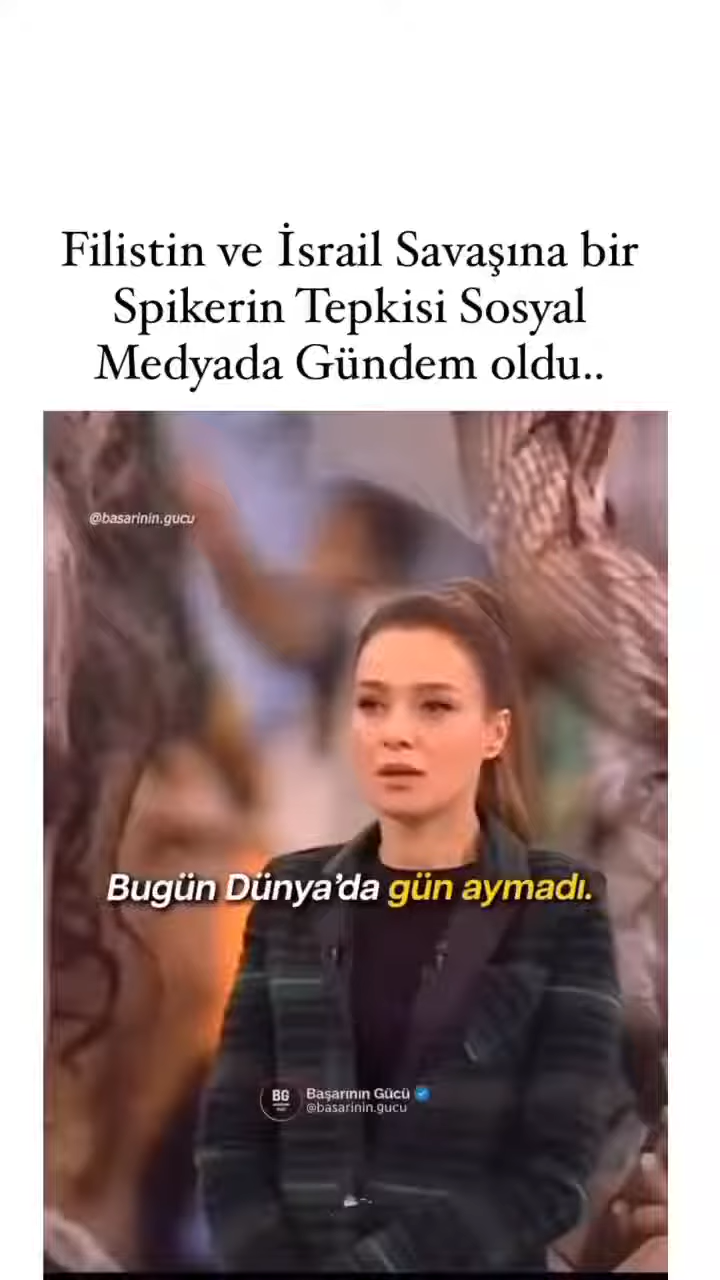 Filistin ve İsrail Savaşına bir
Spikerin Tepkisi Sosyal
Medyada Gündem oldu..
@basarinin.gucu
Bugün Dünya'da gün aymadı.
BG
Başarının Gücü
@basarinin.gucu